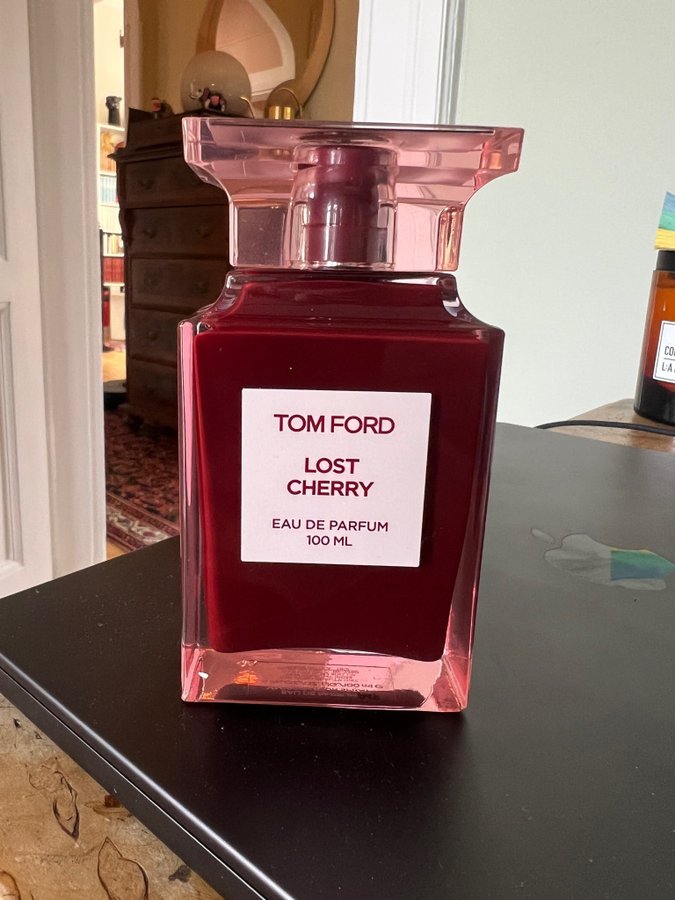 TOM FORD
LOST
CHERRY
EAU DE PARFUM
100 ML